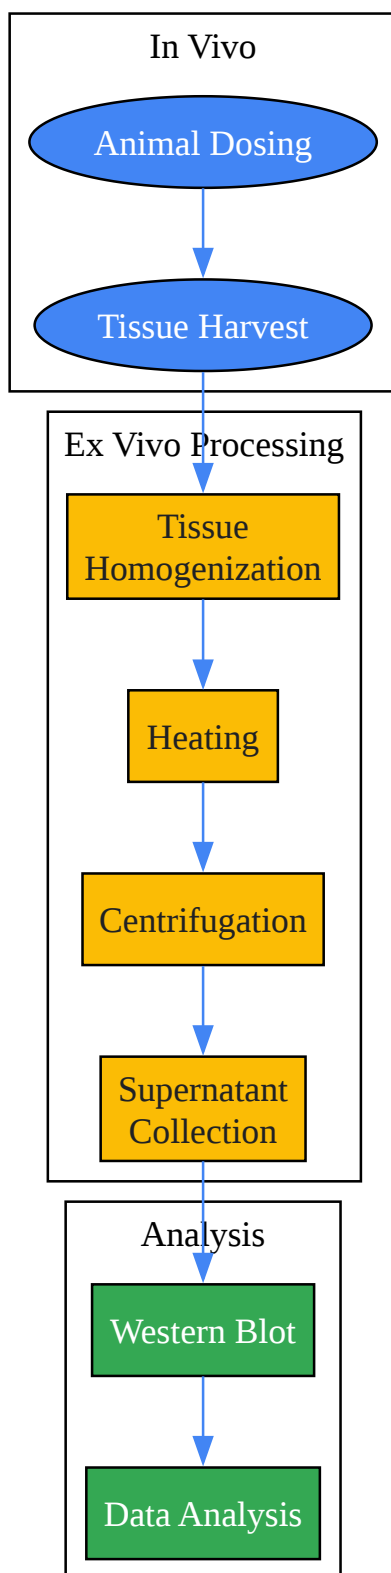 In Vivo
Animal Dosing
Tissue Harvest
Ex Vivo Processing
Tissue
Homogenization
Heating
Centrifugation
Supernatant
Collection
Analysis
Western Blot
Data Analysis